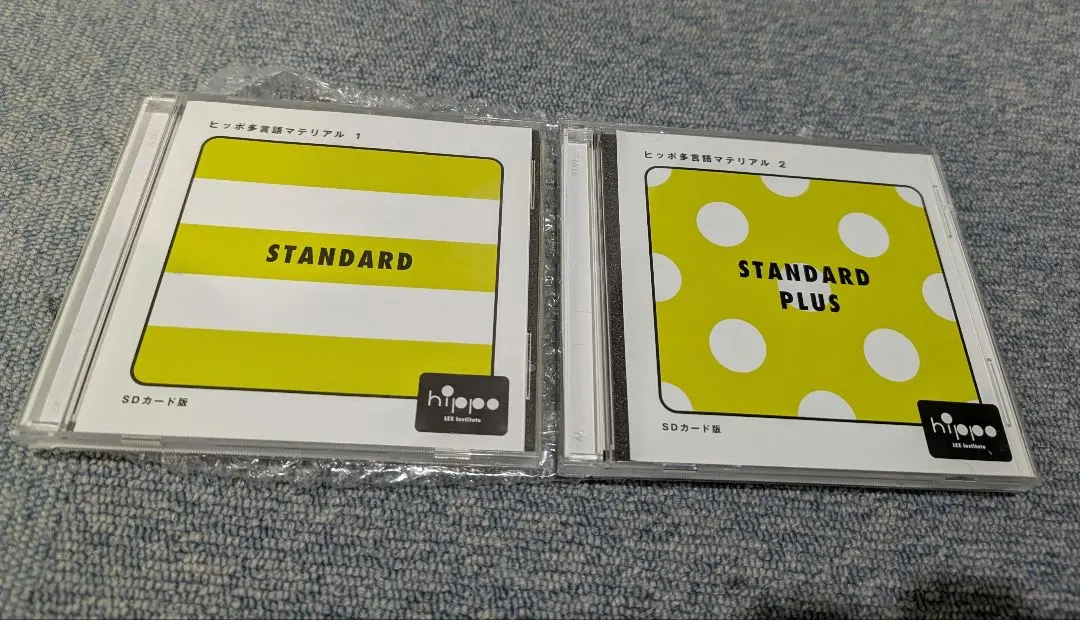 ヒッポ多言語マテリアル 1
STANDARD
SDカード版
hippo
LEX Institute
ヒッポ多言語マテリアル 2
STANDARD
PLUS
SDカード版
hippo
LEX Institute